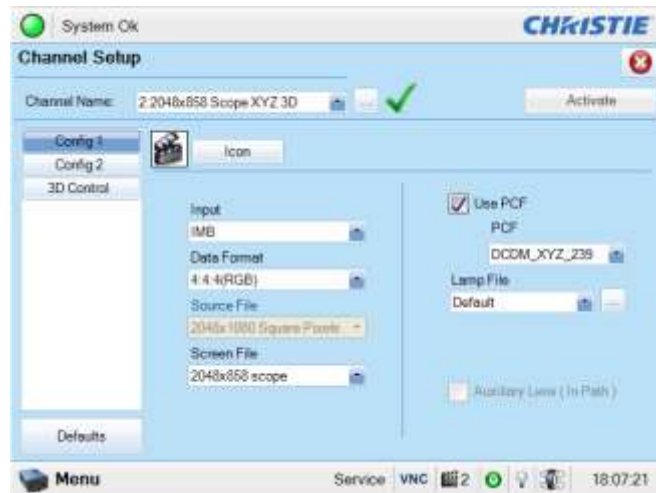 System Ok
CHRISTIE
Channel Setup
Channel Name:
2:2048x858 Scope XYZ 3D
...
Activate
Config 1
Config 2
3D Control
Icon
Input
IMB
Data Format
4:4:4(RGB)
Source File
2048x1080 Square Pixels
Screen File
2048x858 scope
Use PCF
PCF
DCDM_XYZ_239
Lamp File
Default
...
Auxiliary Lens ( In Path )
Defaults
Menu
Service
VNC
2
18:07:21